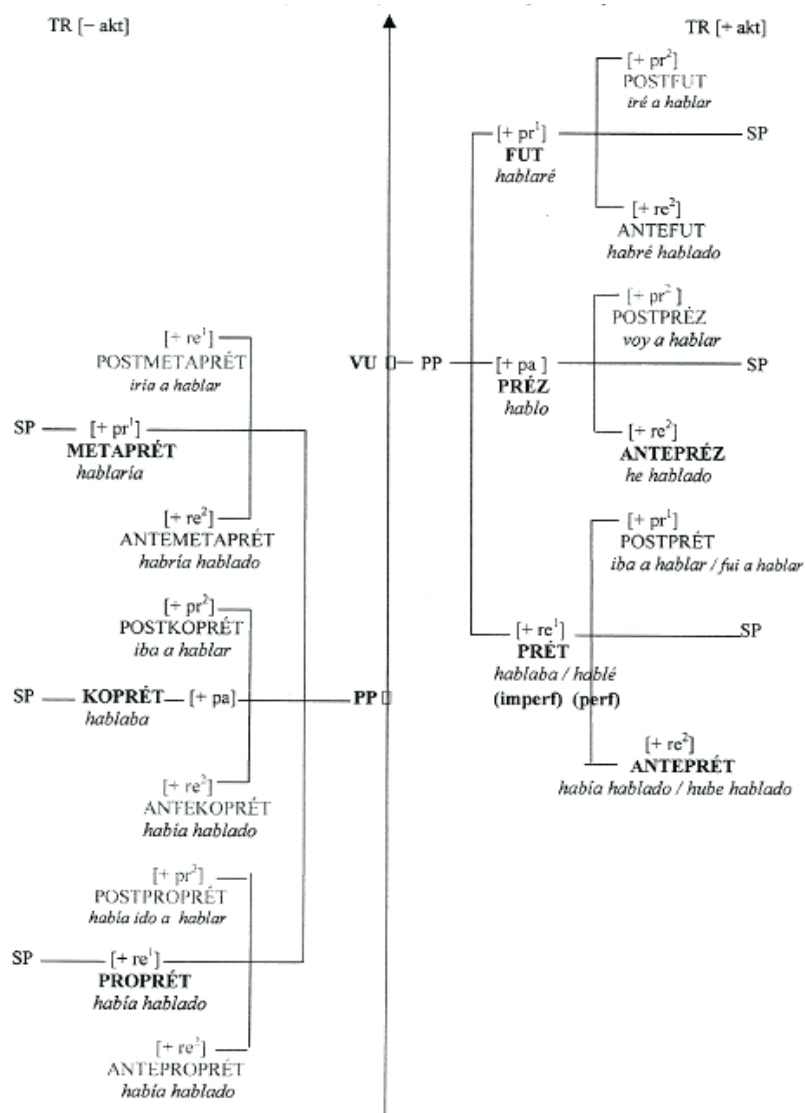 TR [− akt]
TR [+ akt]
[+ pr²]
POSTFUT
iré a hablar
[+ pr¹]
SP
FUT
hablaré
[+ re²]
ANTEFUT
habré hablado
[+ pr²]
POSTPRÉZ
voy a hablar
VU
PP
[+ pa ]
SP
PRÉZ
hablo
[+ re²]
ANTEPRÉZ
he hablado
[+ pr¹]
POSTPRÉT
iba a hablar / fui a hablar
[+ re¹]
SP
PRÉT
hablaba / hablé
(imperf) (perf)
[+ re²]
ANTEPRÉT
había hablado / hube hablado
[+ re¹]
POSTMETAPRÉT
iria a hablar
SP
[+ pr¹]
METAPRÉT
hablaría
[+ re²]
ANTEMETAPRÉT
habría hablado
[+ pr²]
POSTKOPRÉT
iba a hablar
SP
KOPRÉT
[+ pa]
PP
hablaba
[+ re²]
ANTEKOPRÉT
había hablado
[+ pr²]
POSTPROPRÉT
había ido a hablar
SP
[+ re¹]
PROPRÉT
había hablado
[+ re²]
ANTEPROPRÉT
había hablado